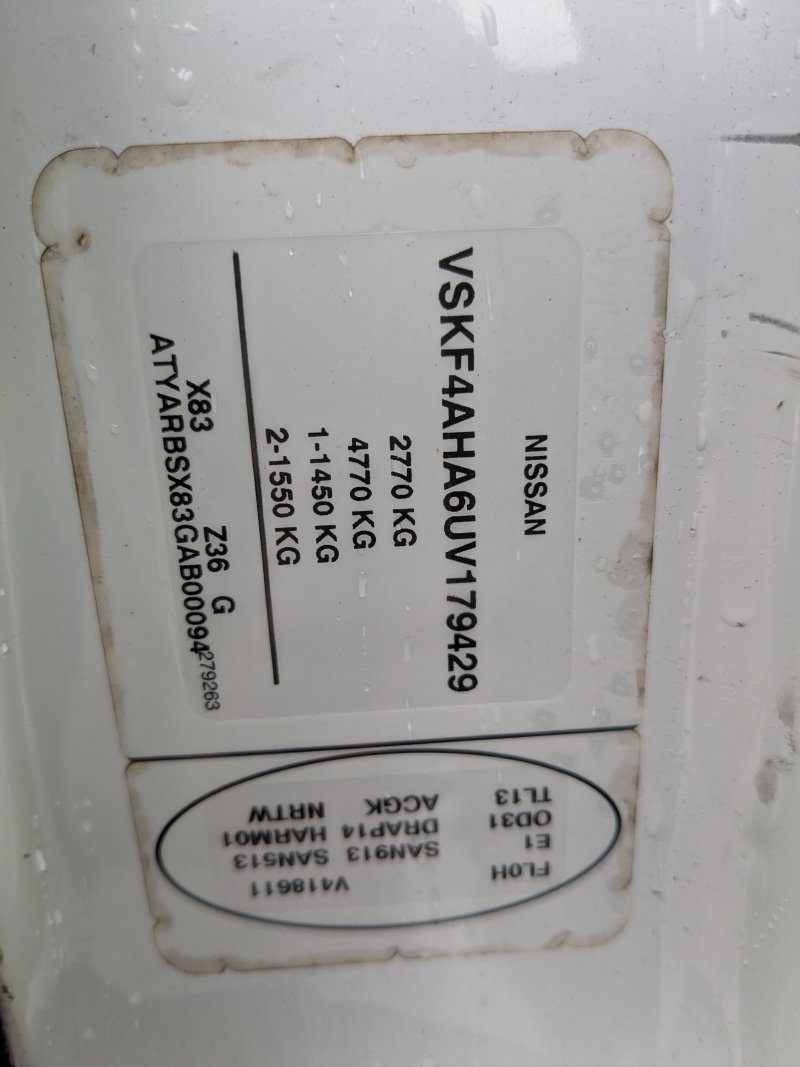 NISSAN
VSKF4AHA6UV179429
2770 KG
4770 KG
1-1450 KG
2-1550 KG
X83 Z36 G
ATYARBSX83GAB00094279263
FL0H V418611
E1 SAN913 SAN513
OD31 DRAP14 HARM01
TL13 ACGK NRTW